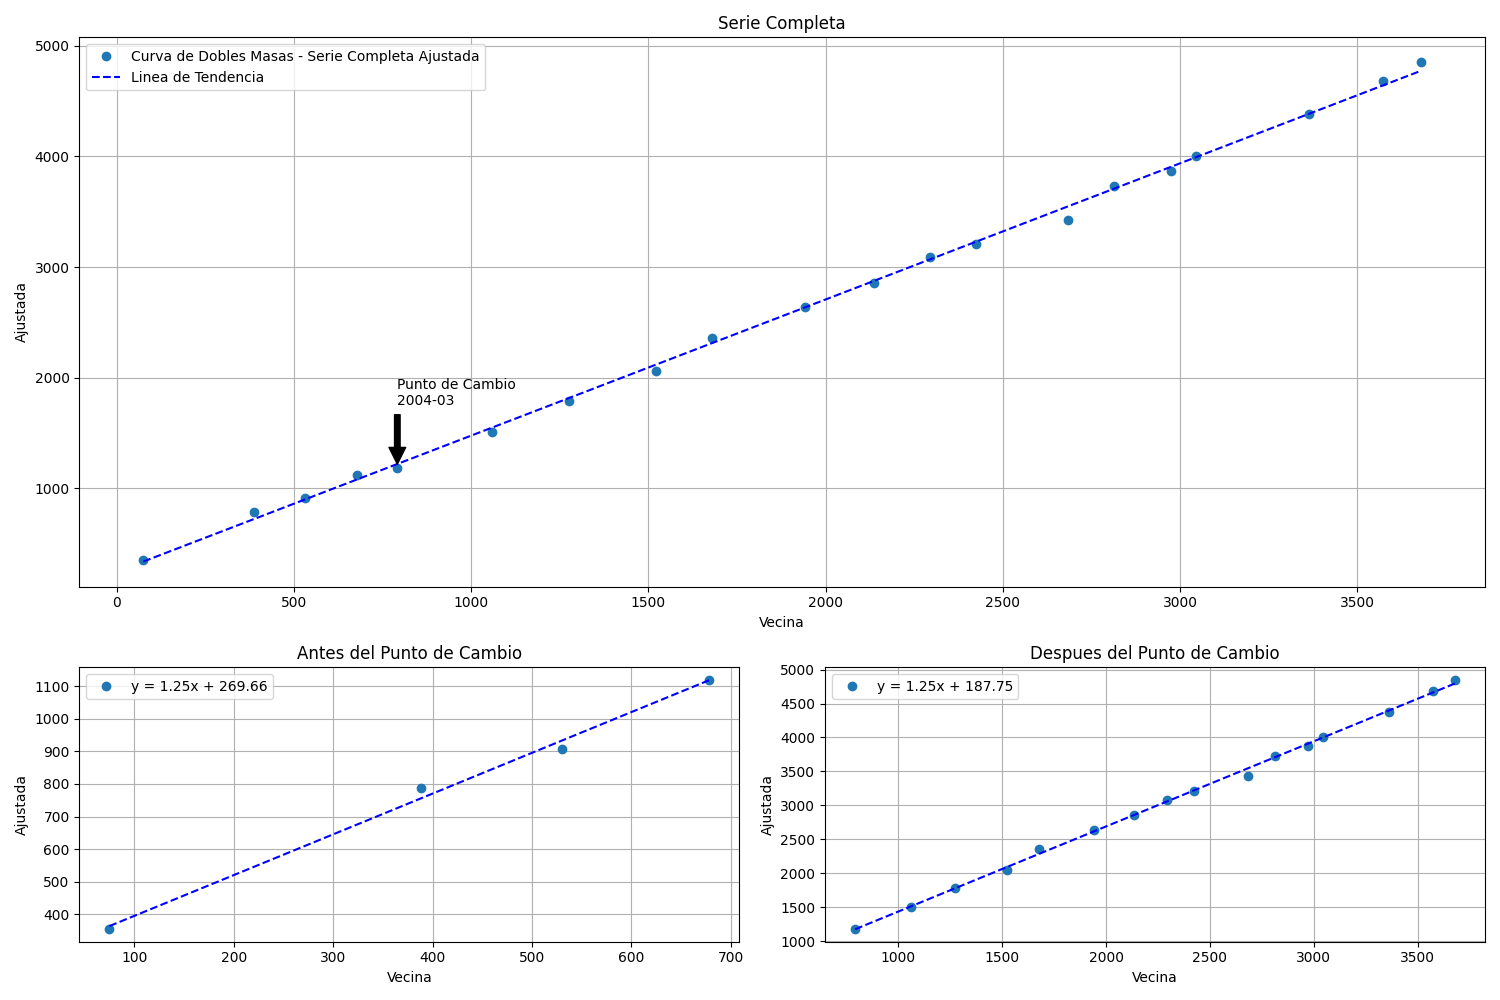 Serie Completa
Curva de Dobles Masas - Serie Completa Ajustada
Linea de Tendencia
5000
4000
3000
2000
1000
Ajustada
Punto de Cambio
2004-03
0 500 1000 1500 2000 2500 3000 3500
Vecina
Antes del Punto de Cambio
y = 1.25x + 269.66
1100
1000
900
800
700
600
500
400
Ajustada
100 200 300 400 500 600 700
Vecina
Despues del Punto de Cambio
y = 1.25x + 187.75
5000
4500
4000
3500
3000
2500
2000
1500
1000
Ajustada
1000 1500 2000 2500 3000 3500
Vecina